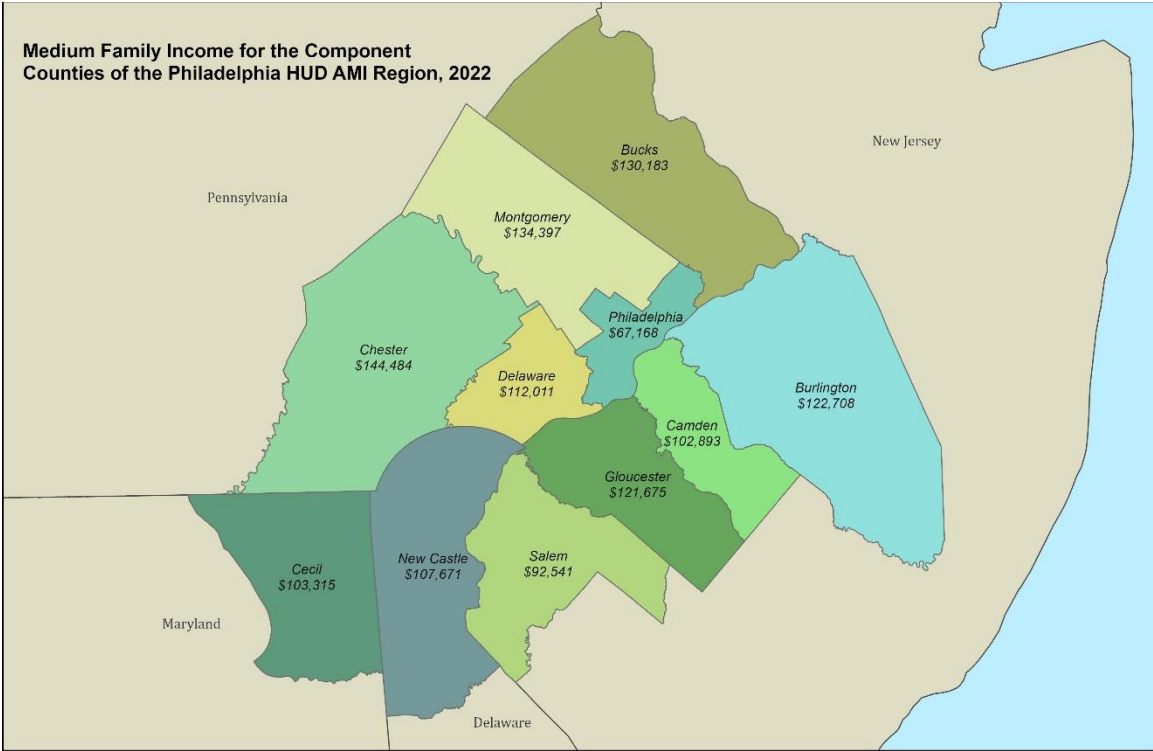 Medium Family Income for the Component
Counties of the Philadelphia HUD AMI Region, 2022
New Jersey
Bucks
$130,183
Pennsylvania
Montgomery
$134,397
Philadelphia
$67,168
Chester
$144,484
Delaware
$112,011
Burlington
$122,708
Camden
$102,893
Gloucester
$121,675
New Castle
$107,671
Salem
$92,541
Cecil
$103,315
Maryland
Delaware